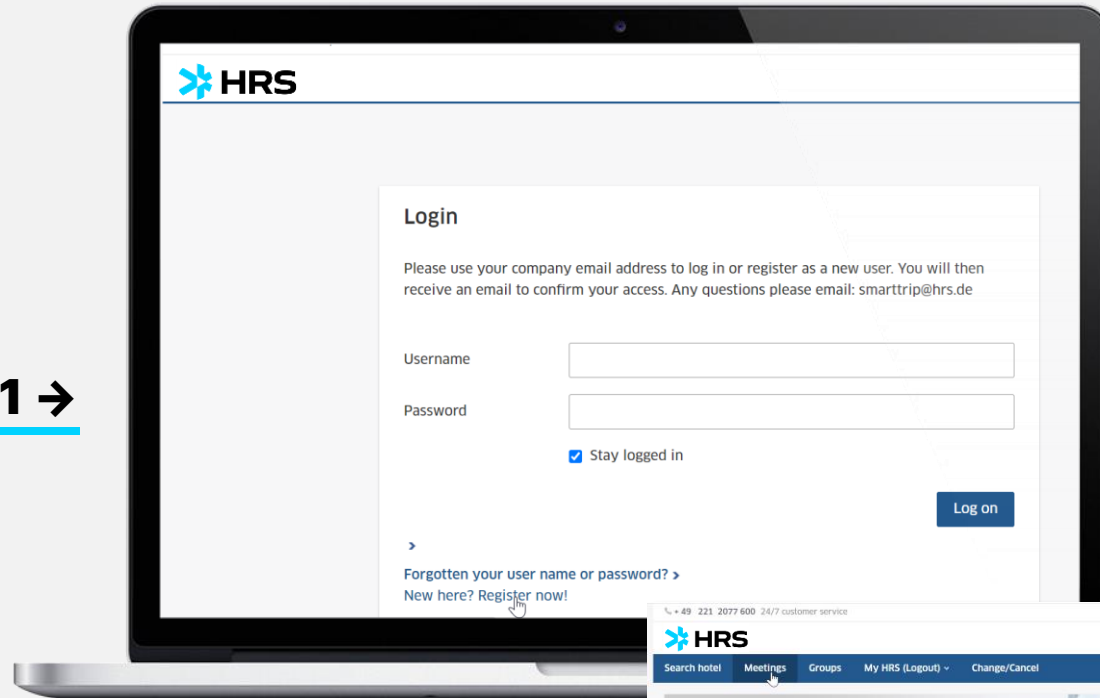 HRS
Login
Please use your company email address to log in or register as a new user. You will then
receive an email to confirm your access. Any questions please email: smarttrip@hrs.de
Username
Password
Stay logged in
Log on
Forgotten your user name or password? >
New here? Register now!
1 →
+ 49 221 2077 600 24/7 customer service
HRS
Search hotel Meetings Groups My HRS (Logout) Change/Cancel